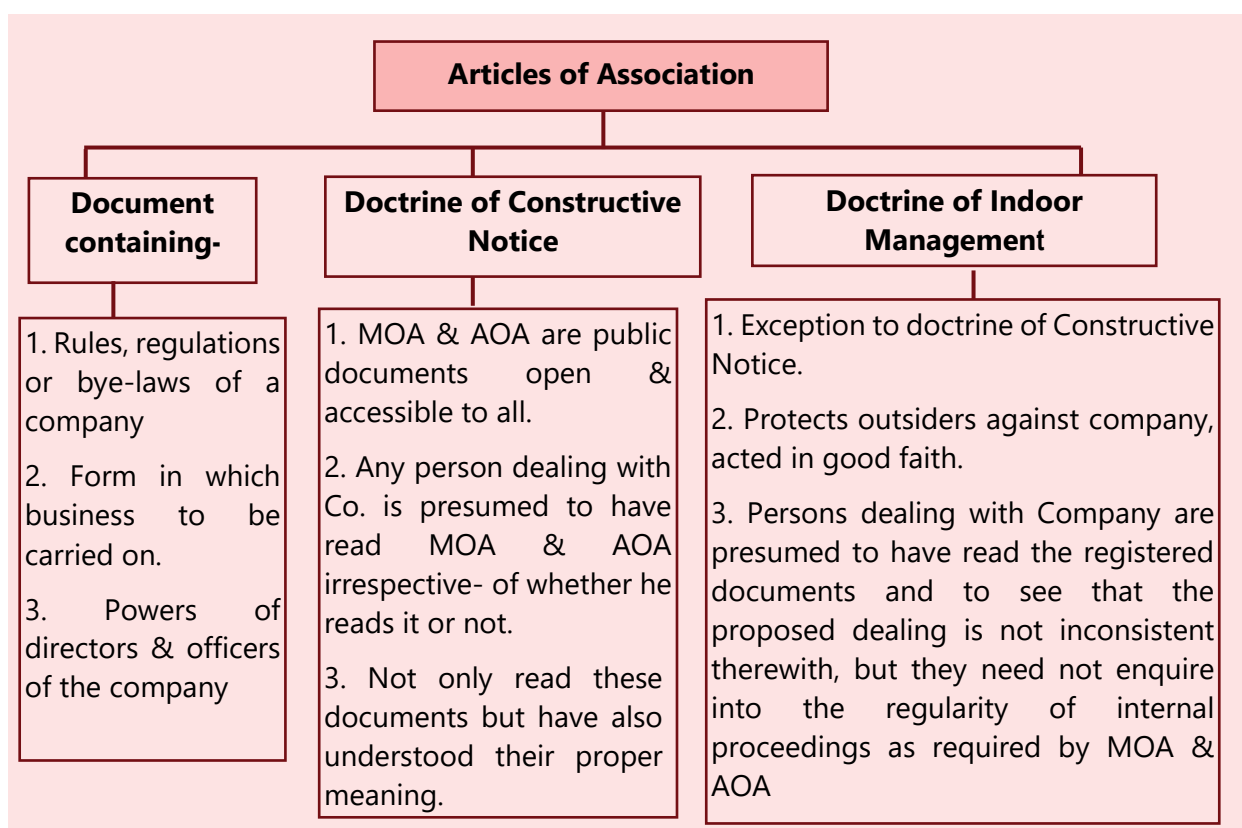 Articles of Association
Document
containing-
1. Rules, regulations
or bye-laws of a
company
2. Form in which
business to be
carried on.
3. Powers of
directors & officers
of the company
Doctrine of Constructive
Notice
1. MOA & AOA are public
documents open &
accessible to all.
2. Any person dealing with
Co. is presumed to have
read MOA & AOA
irrespective- of whether he
reads it or not.
3. Not only read these
documents but have also
understood their proper
meaning.
Doctrine of Indoor
Management
1. Exception to doctrine of Constructive
Notice.
2. Protects outsiders against company,
acted in good faith.
3. Persons dealing with Company are
presumed to have read the registered
documents and to see that the
proposed dealing is not inconsistent
therewith, but they need not enquire
into the regularity of internal
proceedings as required by MOA &
AOA